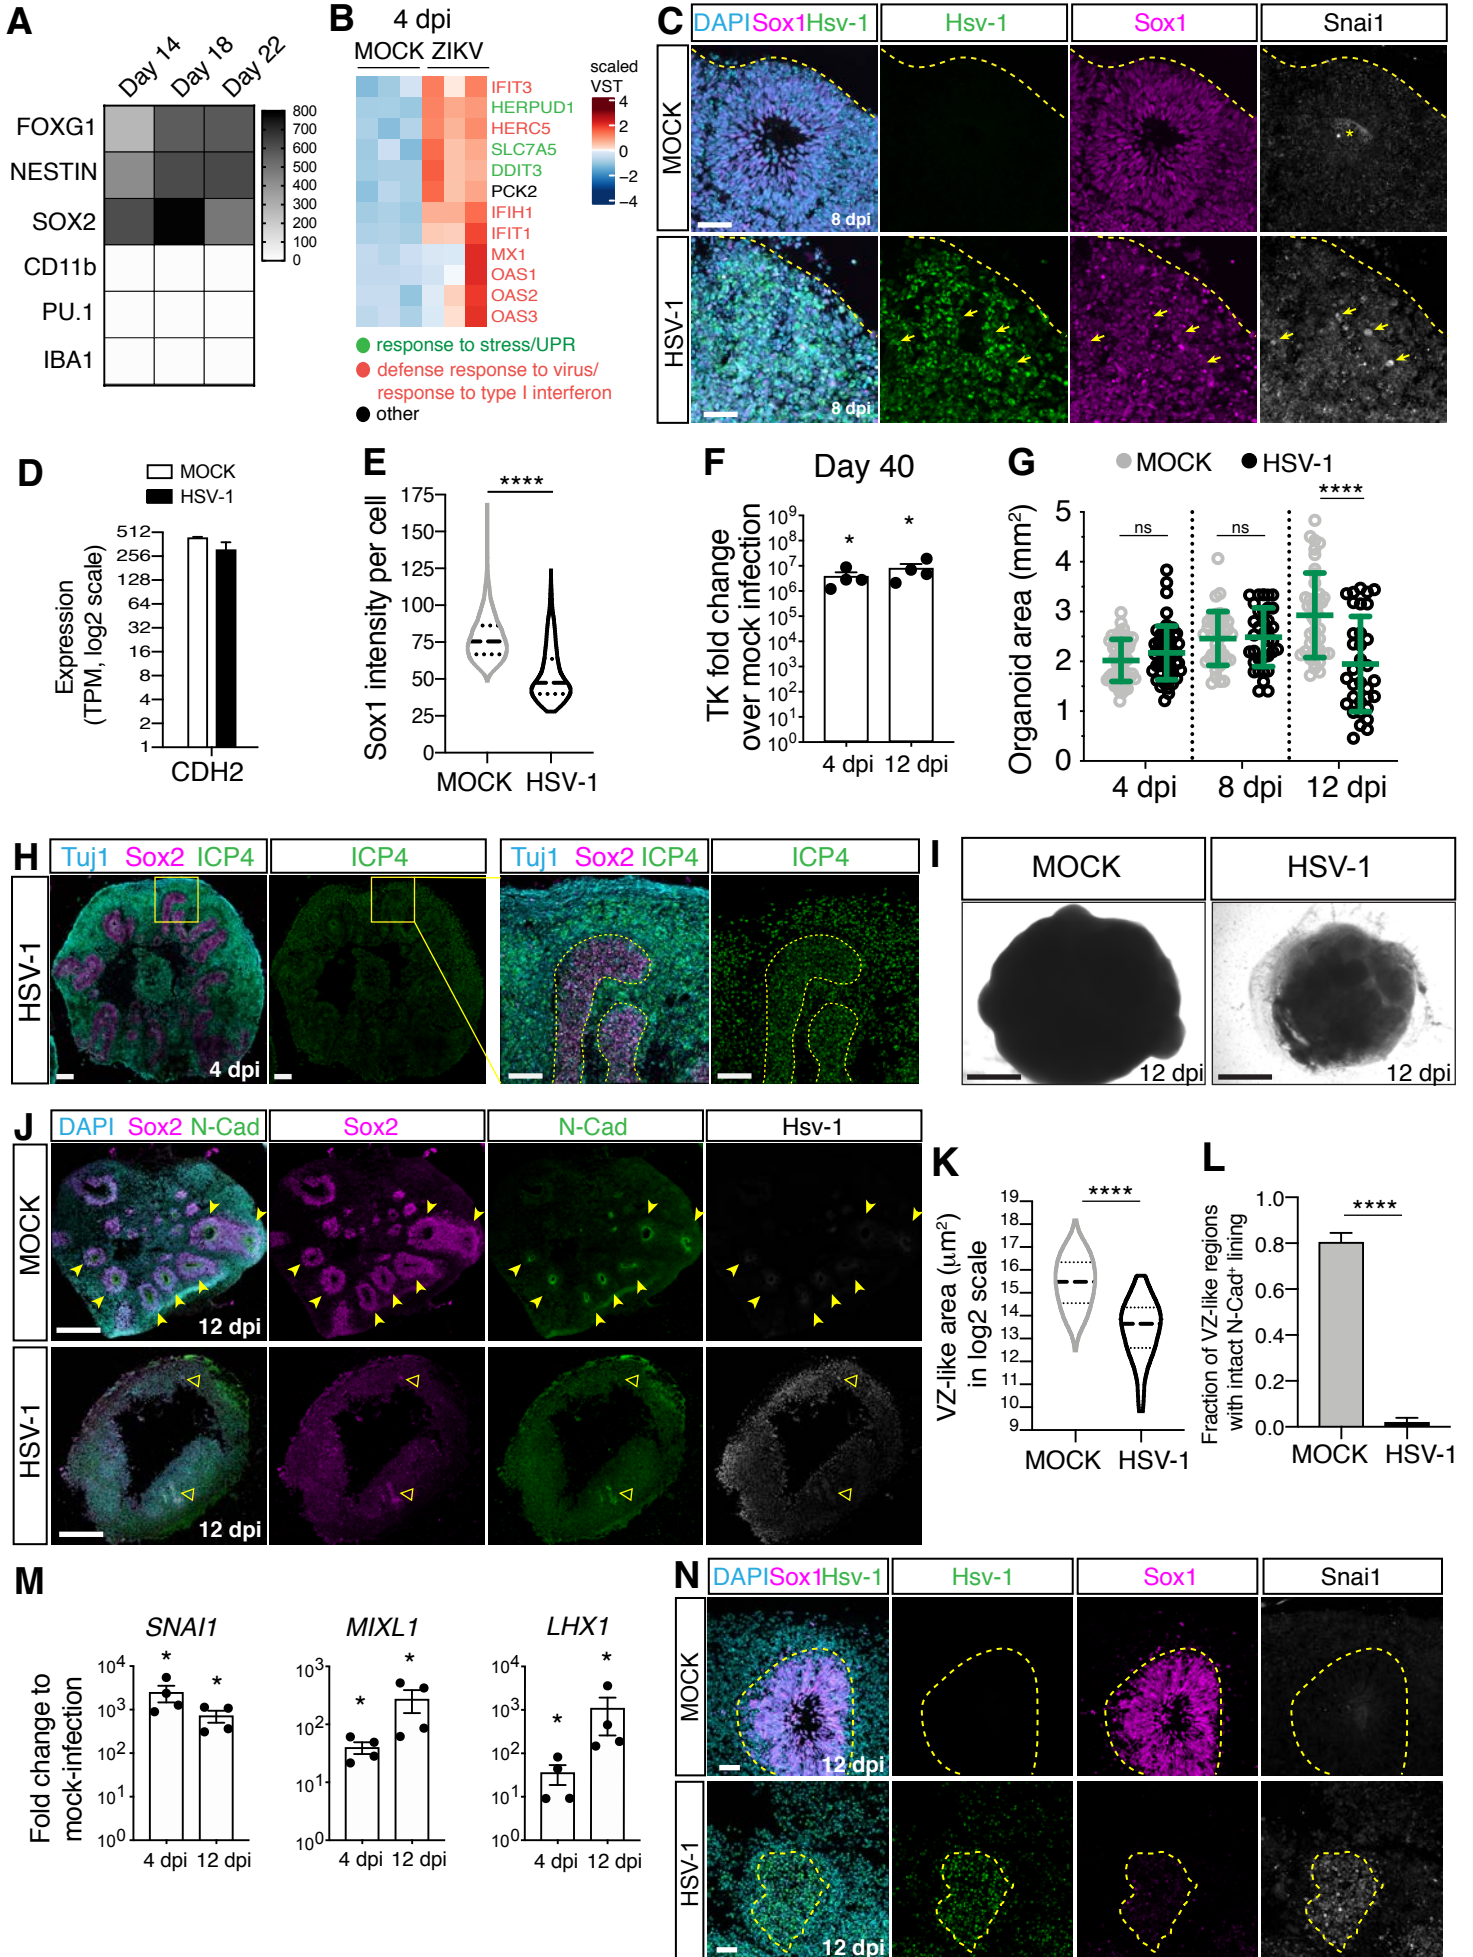 A
Day 14
Day 18
Day 22
FOXG1
NESTIN
SOX2
CD11b
PU.1
IBA1
800
700
600
500
400
300
200
100
0
B
4 dpi
MOCK ZIKV
IFIT3
HERPUD1
HERC5
SLC7A5
DDIT3
PCK2
IFIH1
IFIT1
MX1
OAS1
OAS2
OAS3
scaled
VST
4
2
0
−2
−4
response to stress/UPR
defense response to virus/
response to type I interferon
other
C
DAPISox1Hsv-1
Hsv-1
Sox1
Snai1
MOCK
8 dpi
*
HSV-1
8 dpi
D
MOCK
HSV-1
Expression
(TPM, log2 scale)
512
256
128
64
32
16
8
4
2
1
CDH2
E
Sox1 intensity per cell
175
150
125
100
75
50
25
0
****
MOCK HSV-1
F
Day 40
TK fold change
over mock infection
10⁹
10⁸
10⁷
10⁶
10⁵
10⁴
10³
10²
10¹
10⁰
*
*
4 dpi 12 dpi
G
MOCK HSV-1
Organoid area (mm²)
5
4
3
2
1
0
ns
ns
****
4 dpi 8 dpi 12 dpi
H
Tuj1 Sox2 ICP4
ICP4
Tuj1 Sox2 ICP4
ICP4
HSV-1
4 dpi
I
MOCK
HSV-1
12 dpi
12 dpi
J
DAPI Sox2 N-Cad
Sox2
N-Cad
Hsv-1
MOCK
12 dpi
HSV-1
12 dpi
K
VZ-like area (μm²)
in log2 scale
19
18
17
16
15
14
13
12
11
10
9
****
MOCK HSV-1
L
Fraction of VZ-like regions
with intact N-Cad⁺ lining
1.0
0.8
0.6
0.4
0.2
0.0
****
MOCK HSV-1
M
Fold change to
mock-infection
SNAI1
10⁴
10³
10²
10¹
10⁰
*
*
4 dpi 12 dpi
MIXL1
10³
10²
10¹
10⁰
*
*
4 dpi 12 dpi
LHX1
10⁴
10³
10²
10¹
10⁰
*
*
4 dpi 12 dpi
N
DAPISox1Hsv-1
Hsv-1
Sox1
Snai1
MOCK
12 dpi
HSV-1
12 dpi